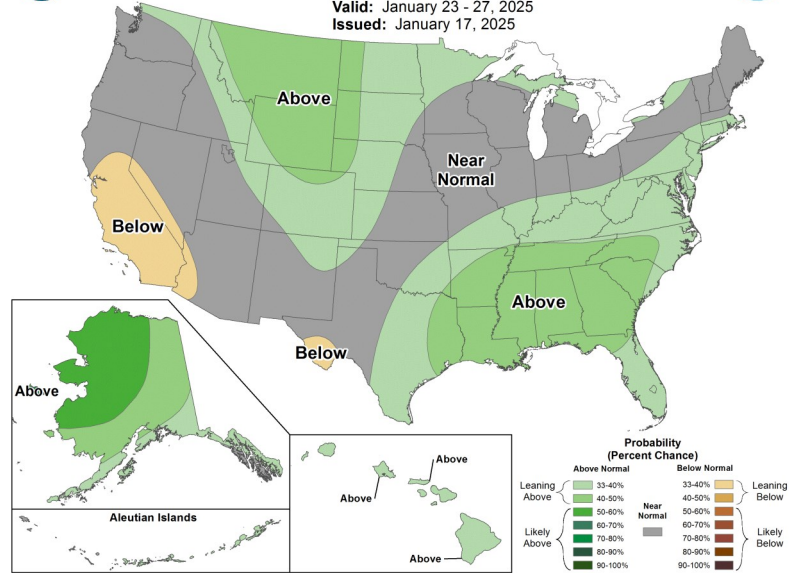 Valid: January 23 - 27, 2025
Issued: January 17, 2025
Above
Near
Normal
Below
Above
Below
Above
Above
Above
Above
Aleutian Islands
Probability
(Percent Chance)
Above Normal
Below Normal
Leaning
Above
33-40%
40-50%
Likely
Above
50-60%
60-70%
70-80%
80-90%
90-100%
Near
Normal
33-40%
40-50%
Leaning
Below
50-60%
60-70%
70-80%
80-90%
90-100%
Likely
Below